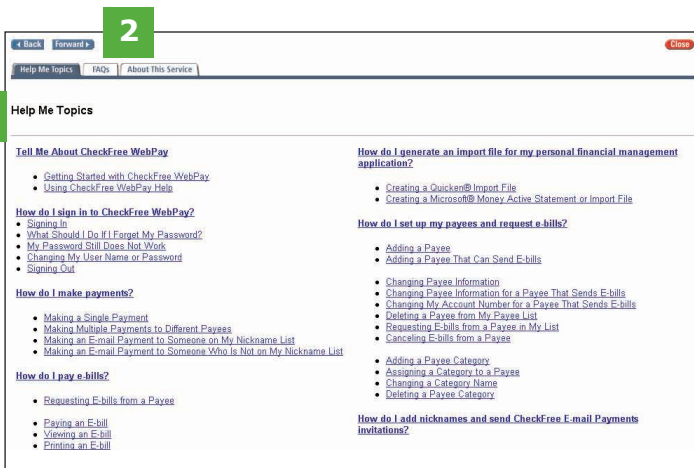 2
Back Forward
Close
Help Me Topics FAQs About This Service
Help Me Topics
Tell Me About CheckFree WebPay
• Getting Started with CheckFree WebPay
• Using CheckFree WebPay Help
How do I sign in to CheckFree WebPay?
• Signing In
• What Should I Do If I Forget My Password?
• My Password Still Does Not Work
• Changing My User Name or Password
• Signing Out
How do I make payments?
• Making a Single Payment
• Making Multiple Payments to Different Payees
• Making an E-mail Payment to Someone on My Nickname List
• Making an E-mail Payment to Someone Who Is Not on My Nickname List
How do I pay e-bills?
• Requesting E-bills from a Payee
• Paying an E-bill
• Viewing an E-bill
• Printing an E-bill
How do I generate an import file for my personal financial management
application?
• Creating a Quicken® Import File
• Creating a Microsoft® Money Active Statement or Import File
How do I set up my payees and request e-bills?
• Adding a Payee
• Adding a Payee That Can Send E-bills
• Changing Payee Information
• Changing Payee Information for a Payee That Sends E-bills
• Changing My Account Number for a Payee That Sends E-bills
• Deleting a Payee from My Payee List
• Requesting E-bills from a Payee in My List
• Canceling E-bills from a Payee
• Adding a Payee Category
• Assigning a Category to a Payee
• Changing a Category Name
• Deleting a Payee Category
How do I add nicknames and send CheckFree E-mail Payments
invitations?